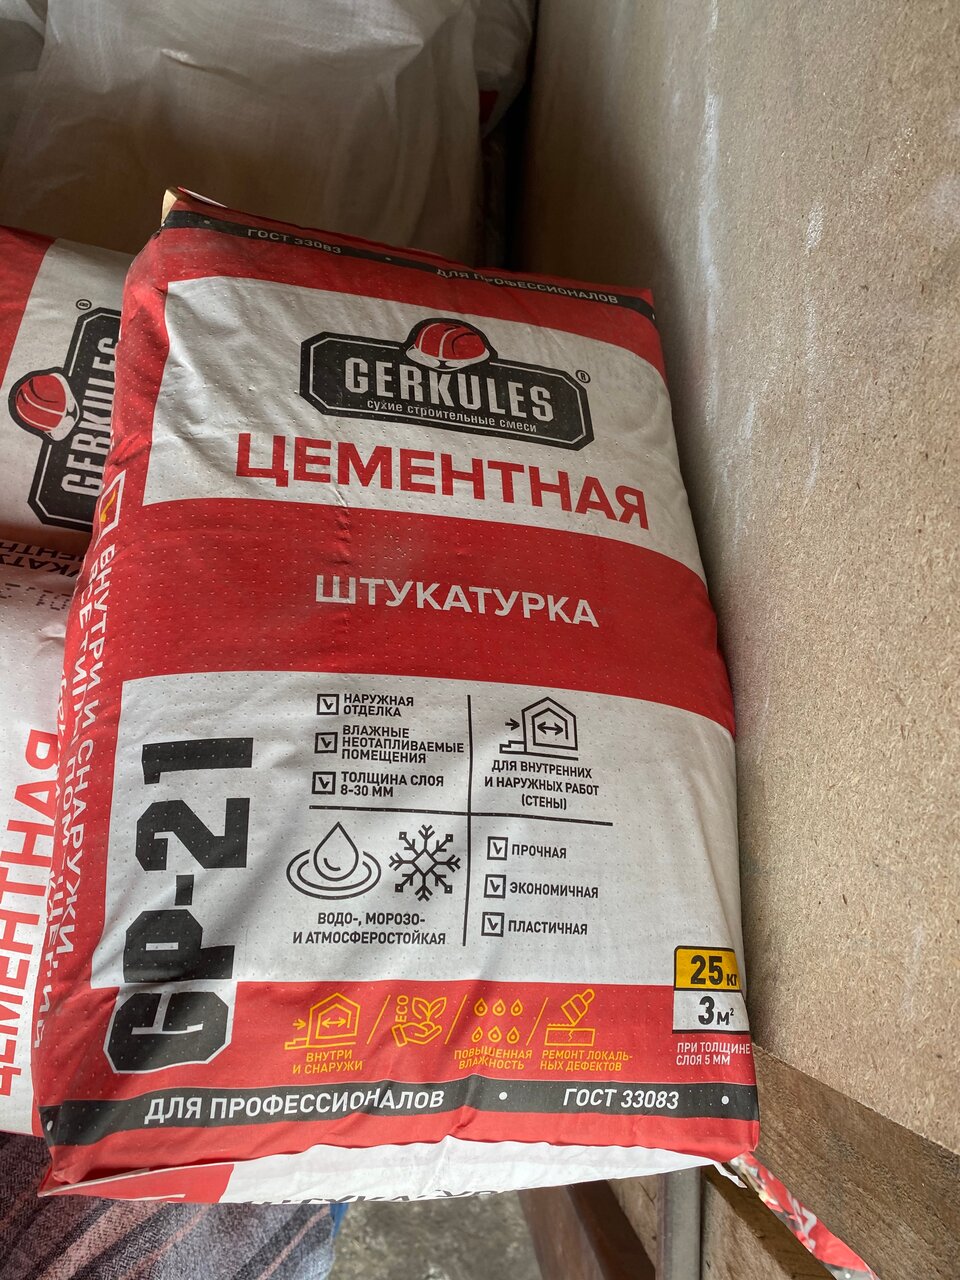 ГОСТ 33083 • ДЛЯ ПРОФЕССИОНАЛОВ
GERKULES ®
сухие строительные смеси
ЦЕМЕНТНАЯ
ШТУКАТУРКА
GP-21
НАРУЖНАЯ
ОТДЕЛКА
ВЛАЖНЫЕ
НЕОТАПЛИВАЕМЫЕ
ПОМЕЩЕНИЯ
ТОЛЩИНА СЛОЯ
8-30 ММ
ДЛЯ ВНУТРЕННИХ
И НАРУЖНЫХ РАБОТ
(СТЕНЫ)
ВОДО-, МОРОЗО-
И АТМОСФЕРОСТОЙКАЯ
ПРОЧНАЯ
ЭКОНОМИЧНАЯ
ПЛАСТИЧНАЯ
25 кг
3 м²
ПРИ ТОЛЩИНЕ
СЛОЯ 5 ММ
ВНУТРИ
И СНАРУЖИ
ECO
ПОВЫШЕННАЯ
ВЛАЖНОСТЬ
РЕМОНТ ЛОКАЛЬ-
НЫХ ДЕФЕКТОВ
• ДЛЯ ПРОФЕССИОНАЛОВ • ГОСТ 33083 •
ВНУТРИ И СНАРУЖИ
GERKULES ®
ЦЕМЕНТНАЯ